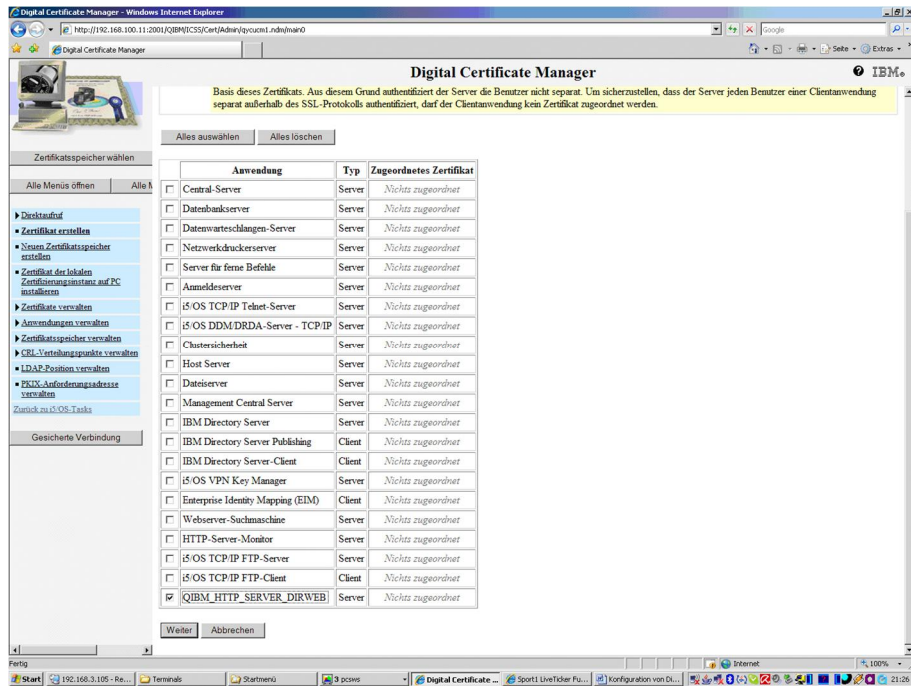 Digital Certificate Manager - Windows Internet Explorer
http://192.168.100.11:2001/QIBM/ICSS/Cert/Admin/qycucm1.ndm/main0
Google
Digital Certificate Manager
Seite
Extras
Digital Certificate Manager
IBM
Basis dieses Zertifikats. Aus diesem Grund authentifiziert der Server die Benutzer nicht separat. Um sicherzustellen, dass der Server jeden Benutzer einer Clientanwendung
separat außerhalb des SSL-Protokolls authentifiziert, darf der Clientanwendung kein Zertifikat zugeordnet werden.
Alles auswählen Alles löschen
Zertifikatsspeicher wählen
Alle Menüs öffnen Alle M
Direktaufruf
Zertifikat erstellen
Neuen Zertifikatsspeicher
erstellen
Zertifikat der lokalen
Zertifizierungsinstanz auf PC
installieren
Zertifikate verwalten
Anwendungen verwalten
Zertifikatsspeicher verwalten
CRL-Verteilungspunkte verwalten
LDAP-Position verwalten
PKIX-Anforderungsadresse
verwalten
Zurück zu i5/OS-Tasks
Gesicherte Verbindung
Anwendung Typ Zugeordnetes Zertifikat
Central-Server Server Nichts zugeordnet
Datenbankserver Server Nichts zugeordnet
Datenwarteschlangen-Server Server Nichts zugeordnet
Netzwerkdruckerserver Server Nichts zugeordnet
Server für ferne Befehle Server Nichts zugeordnet
Anmeldeserver Server Nichts zugeordnet
i5/OS TCP/IP Telnet-Server Server Nichts zugeordnet
i5/OS DDM/DRDA-Server - TCP/IP Server Nichts zugeordnet
Clustersicherheit Server Nichts zugeordnet
Host Server Server Nichts zugeordnet
Dateiserver Server Nichts zugeordnet
Management Central Server Server Nichts zugeordnet
IBM Directory Server Server Nichts zugeordnet
IBM Directory Server Publishing Client Nichts zugeordnet
IBM Directory Server-Client Client Nichts zugeordnet
i5/OS VPN Key Manager Server Nichts zugeordnet
Enterprise Identity Mapping (EIM) Client Nichts zugeordnet
Webserver-Suchmaschine Server Nichts zugeordnet
HTTP-Server-Monitor Server Nichts zugeordnet
i5/OS TCP/IP FTP-Server Server Nichts zugeordnet
i5/OS TCP/IP FTP-Client Client Nichts zugeordnet
QIBM_HTTP_SERVER_DIRWEB Server Nichts zugeordnet
Weiter Abbrechen
Fertig
Internet
100%
Start
192.168.3.105 - Re...
Terminals
Startmenü
3 pcsws
Digital Certificate ...
Sport1 LiveTicker Fu...
Konfiguration von Di...
21:26